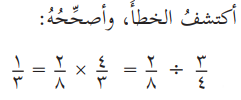 أكتشفُ الخطأَ، وأصحِّحُهُ:
٣/٤ ÷ ٢/٨ = ٤/٣ × ٢/٨ = ١/٣